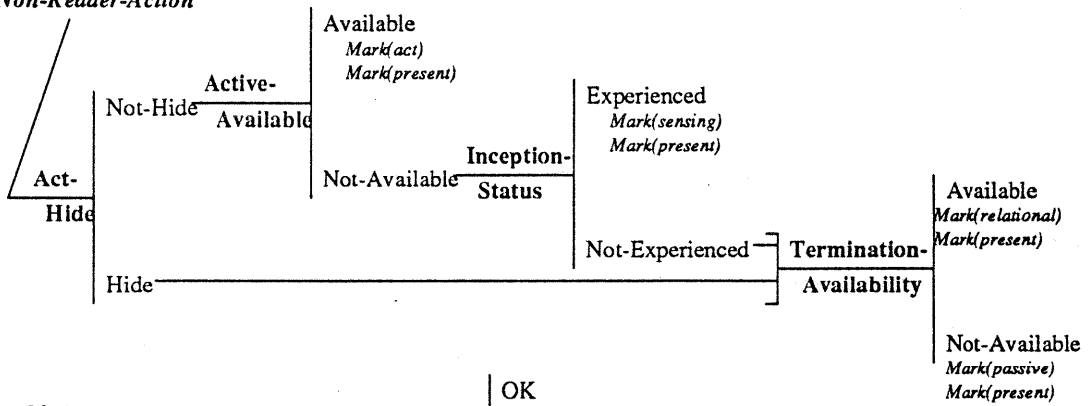 Non-Reader-Action
Available
Mark(act)
Mark(present)
Active-
Available
Not-Hide
Experienced
Mark(sensing)
Mark(present)
Inception-
Status
Not-Available
Act-
Hide
Available
Mark(relational)
Mark(present)
Not-Experienced
Termination-
Availability
Hide
Not-Available
Mark(passive)
Mark(present)
OK